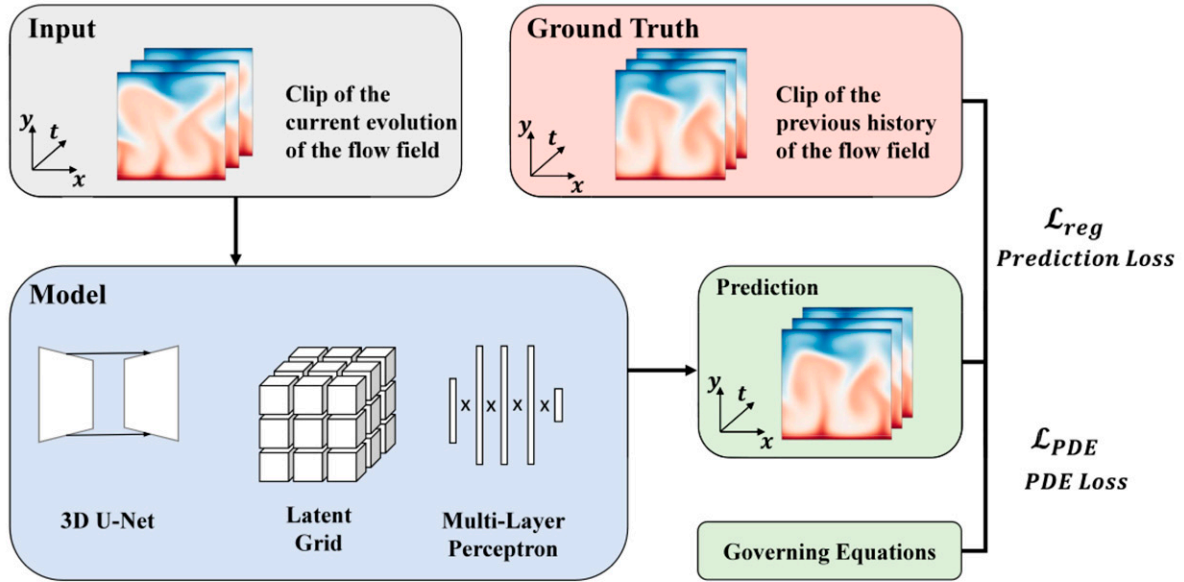 Input
Clip of the
current evolution
of the flow field
y
t
x
Ground Truth
Clip of the
previous history
of the flow field
y
t
x
ℒreg
Prediction Loss
Model
3D U-Net
Latent
Grid
x x x x
Multi-Layer
Perceptron
Prediction
y
t
x
ℒPDE
PDE Loss
Governing Equations